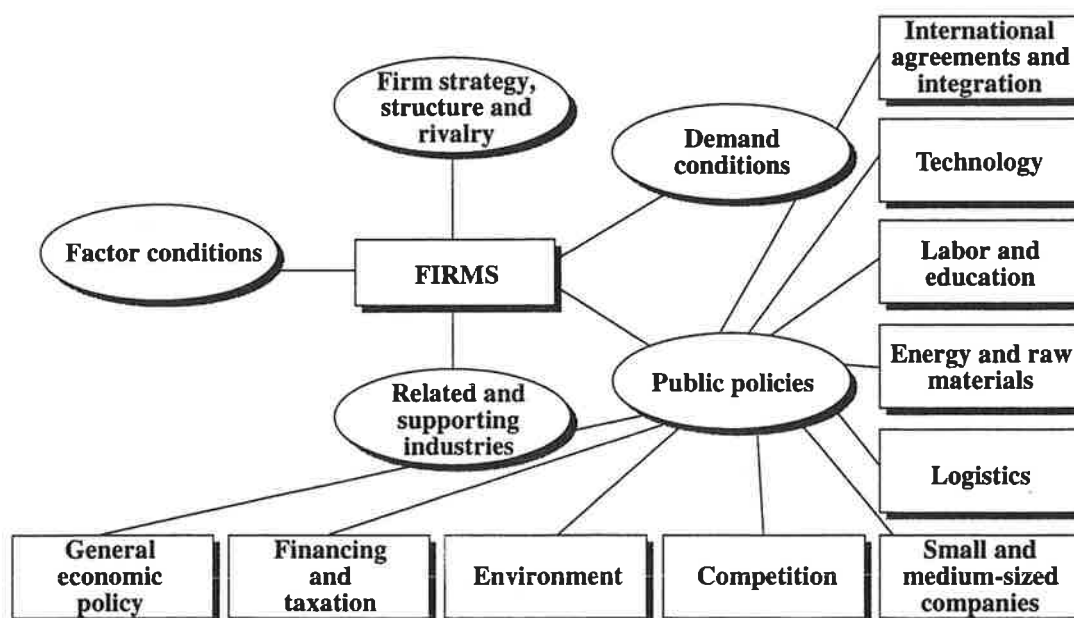 International
agreements and
integration
Firm strategy,
structure and
rivalry
Demand
conditions
Technology
Factor conditions
FIRMS
Labor and
education
Energy and raw
materials
Public policies
Related and
supporting
industries
Logistics
General
economic
policy
Financing
and
taxation
Environment
Competition
Small and
medium-sized
companies